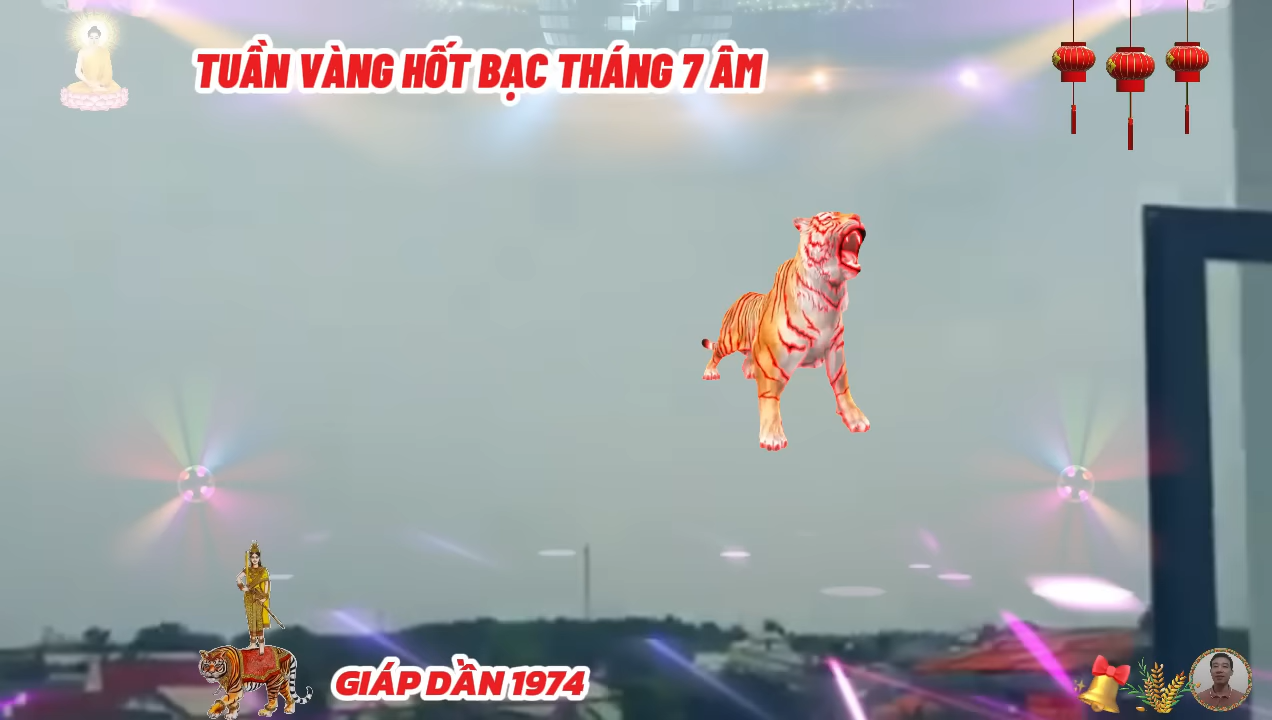 TUẦN VÀNG HỐT BẠC THÁNG 7 ÂM
GIÁP DẦN 1974